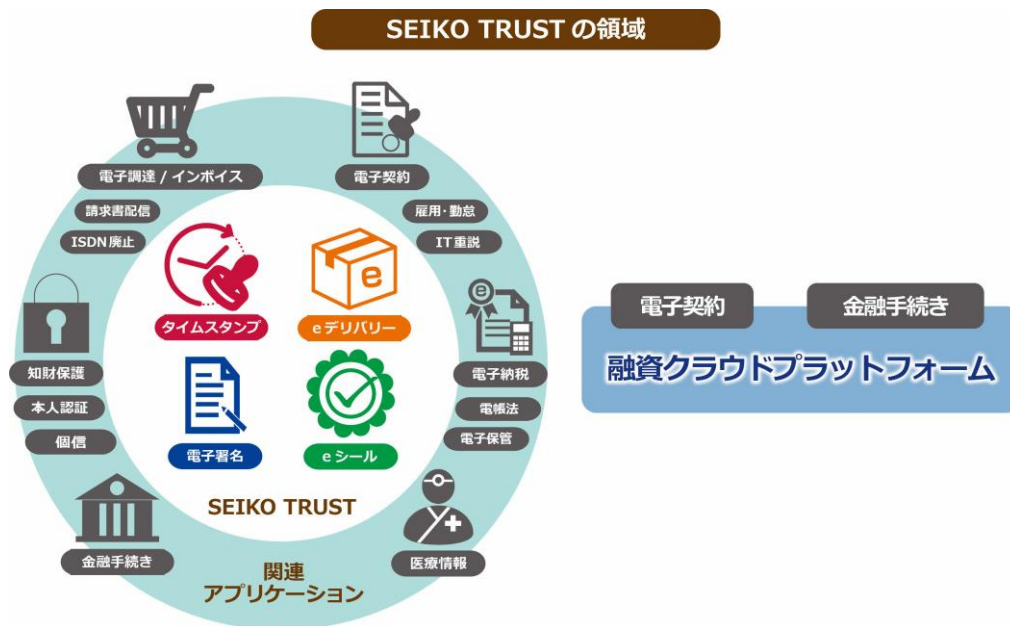 SEIKO TRUST の領域
電子調達 / インボイス
請求書配信
ISDN廃止
電子契約
雇用・勤怠
IT重説
タイムスタンプ
e
eデリバリー
知財保護
本人認証
個信
e
電子納税
電帳法
電子保管
電子署名
eシール
SEIKO TRUST
金融手続き
医療情報
関連
アプリケーション
電子契約
金融手続き
融資クラウドプラットフォーム